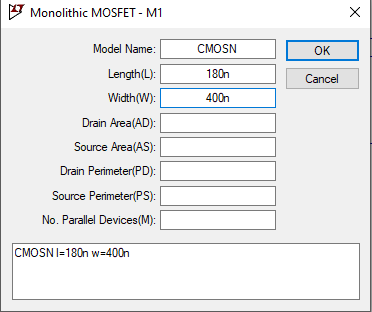 Monolithic MOSFET - M1
Model Name: CMOSN OK
Length(L): 180n Cancel
Width(W): 400n
Drain Area(AD):
Source Area(AS):
Drain Perimeter(PD):
Source Perimeter(PS):
No. Parallel Devices(M):
CMOSN l=180n w=400n